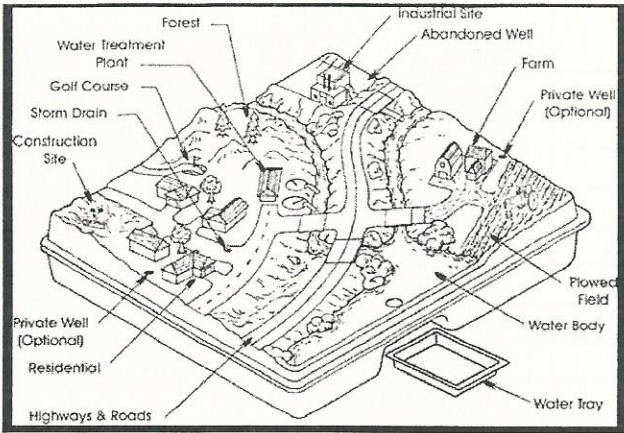 Forest
Industrial Site
Abandoned Well
Water Treatment
Plant
Farm
Golf Course
Private Well
(Optional)
Storm Drain
Construction
Site
Plowed
Field
Private Well
(Optional)
Water Body
Residential
Water Tray
Highways & Roads